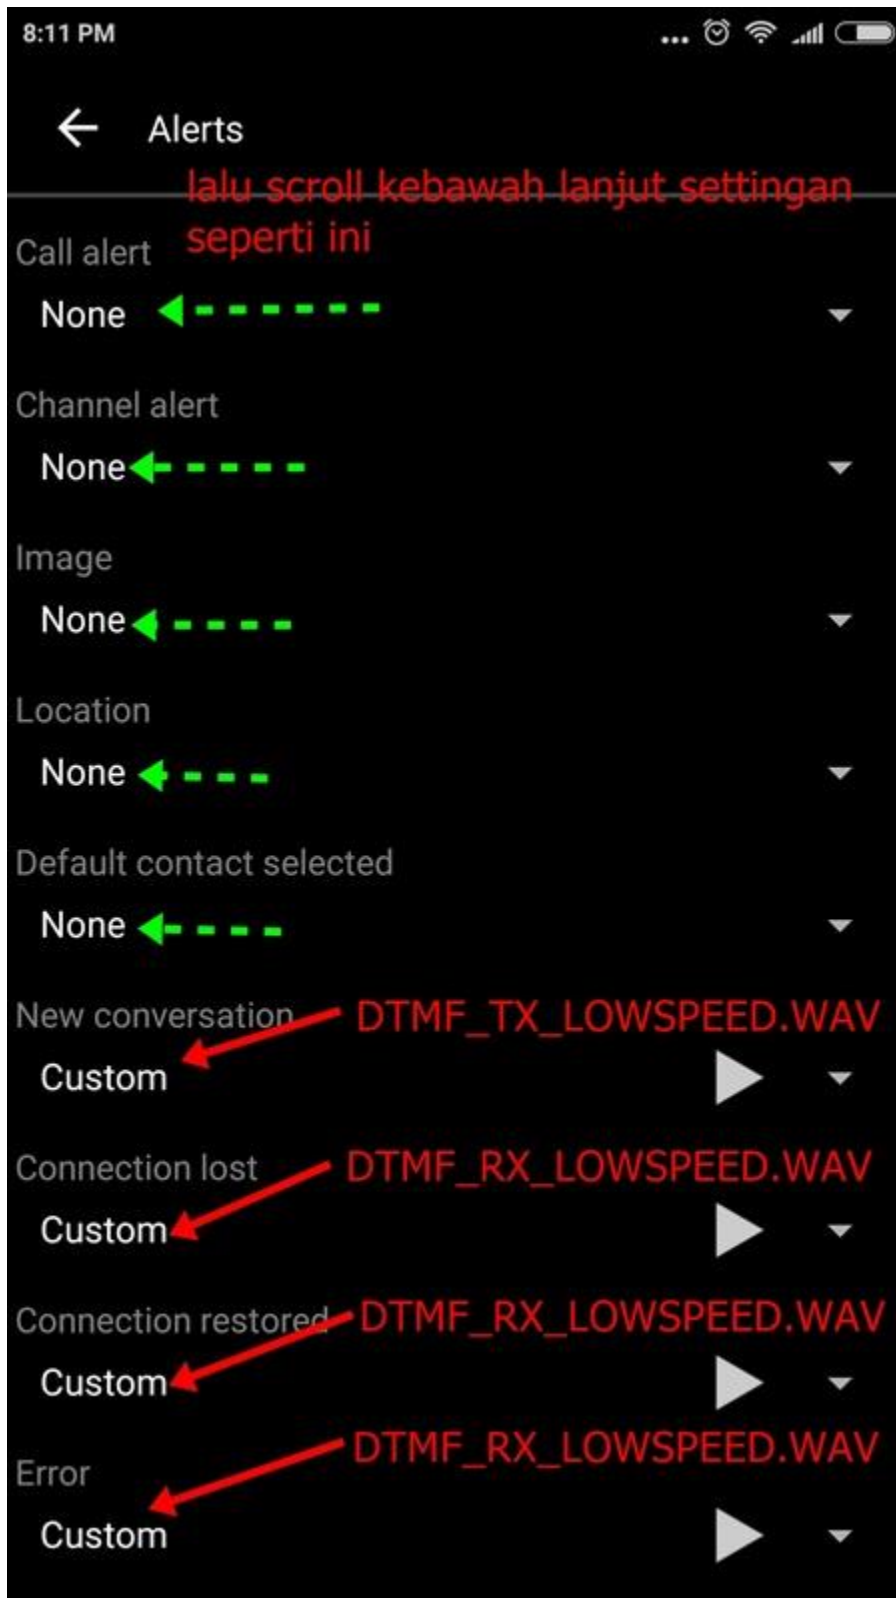 8:11 PM
Alerts
lalu scroll kebawah lanjut settingan
seperti ini
Call alert
None
Channel alert
None
Image
None
Location
None
Default contact selected
None
New conversation
DTMF_TX_LOWSPEED.WAV
Custom
Connection lost
DTMF_RX_LOWSPEED.WAV
Custom
Connection restored
DTMF_RX_LOWSPEED.WAV
Custom
DTMF_RX_LOWSPEED.WAV
Error
Custom